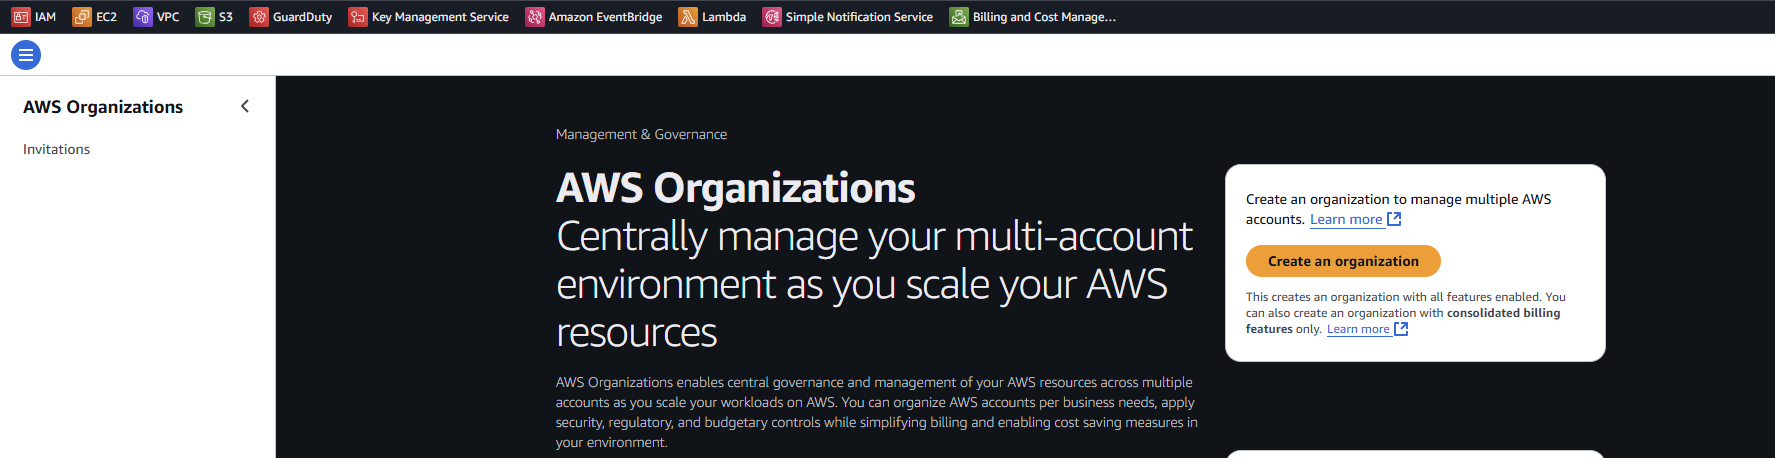 IAM EC2 VPC S3 GuardDuty Key Management Service Amazon EventBridge Lambda Simple Notification Service Billing and Cost Manage...
AWS Organizations
Invitations
Management & Governance
AWS Organizations
Centrally manage your multi-account
environment as you scale your AWS
resources
AWS Organizations enables central governance and management of your AWS resources across multiple
accounts as you scale your workloads on AWS. You can organize AWS accounts per business needs, apply
security, regulatory, and budgetary controls while simplifying billing and enabling cost saving measures in
your environment.
Create an organization to manage multiple AWS
accounts. Learn more
Create an organization
This creates an organization with all features enabled. You
can also create an organization with consolidated billing
features only. Learn more